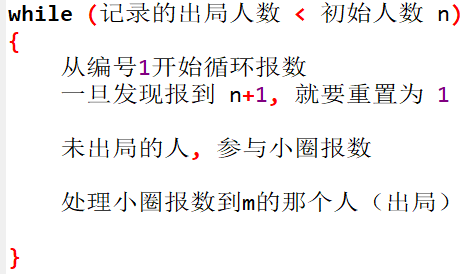 while (记录的出局人数 < 初始人数 n)
{
从编号1开始循环报数
一旦发现报到 n+1, 就要重置为 1
未出局的人, 参与小圈报数
处理小圈报数到m的那个人（出局）
}